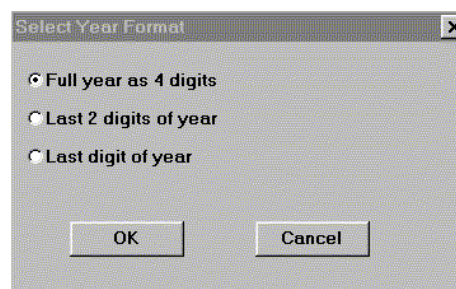 Select Year Format
Full year as 4 digits
Last 2 digits of year
Last digit of year
OK Cancel